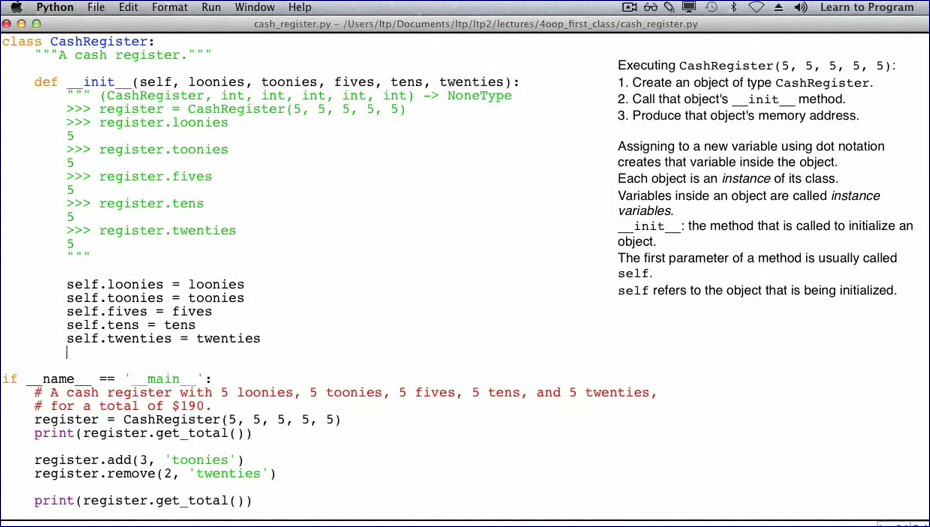 Python File Edit Format Run Window Help Learn to Program
cash_register.py – /Users/ltp/Documents/ltp/ltp2/lectures/4oop_first_class/cash_register.py
class CashRegister:
    """A cash register."""
    def __init__(self, loonies, toonies, fives, tens, twenties):
        """ (CashRegister, int, int, int, int, int) -> NoneType
        >>> register = CashRegister(5, 5, 5, 5, 5)
        >>> register.loonies
        5
        >>> register.toonies
        5
        >>> register.fives
        5
        >>> register.tens
        5
        >>> register.twenties
        5
        """
        self.loonies = loonies
        self.toonies = toonies
        self.fives = fives
        self.tens = tens
        self.twenties = twenties
if __name__ == '__main__':
    # A cash register with 5 loonies, 5 toonies, 5 fives, 5 tens, and 5 twenties,
    # for a total of $190.
    register = CashRegister(5, 5, 5, 5, 5)
    print(register.get_total())
    register.add(3, 'toonies')
    register.remove(2, 'twenties')
    print(register.get_total())
Executing CashRegister(5, 5, 5, 5, 5):
1. Create an object of type CashRegister.
2. Call that object's __init__ method.
3. Produce that object's memory address.
Assigning to a new variable using dot notation
creates that variable inside the object.
Each object is an instance of its class.
Variables inside an object are called instance
variables.
__init__: the method that is called to initialize an
object.
The first parameter of a method is usually called
self.
self refers to the object that is being initialized.